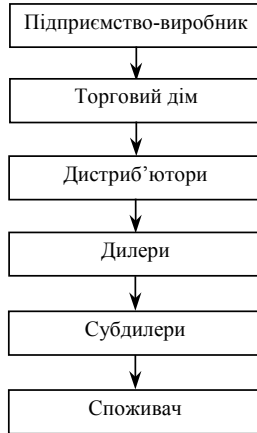 Підприємство-виробник
Торговий дім
Дистриб’ютори
Дилери
Субдилери
Споживач